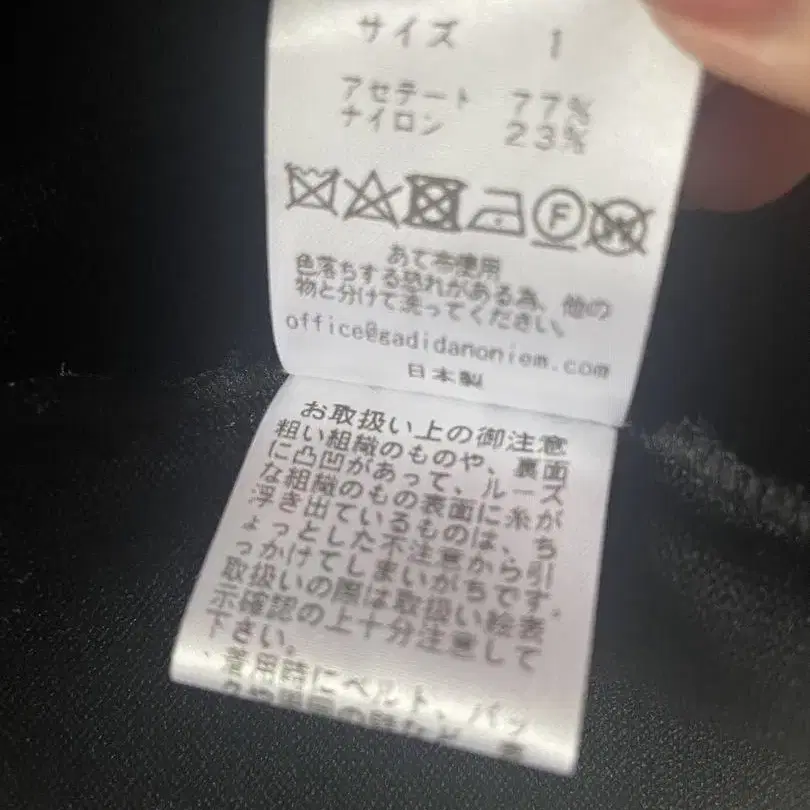 サイズ 1
アセテート 77%
ナイロン 23%
F
W
あて布使用
色落ちする恐れがある為、他の
物と分けて洗ってください。
office@gadidanoniem.com
日本製
お取扱い上の御注意
粗い組織のものや、裏面
に凸凹があって、ルーズ
な組織のもの表面に糸が
浮き出ているものは、ち
ょっとした不注意から引
っかけてしまいがちです。
取扱いの際は取扱い絵表
示確認の上十分注意して
下さい。
・着用時にベルト、バッ